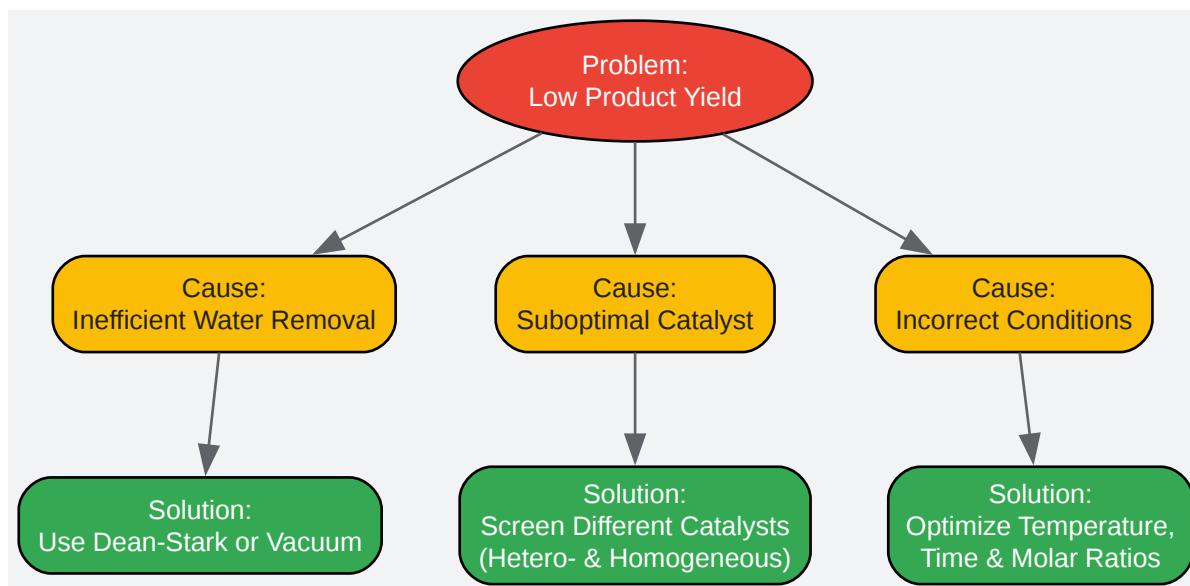 Problem:
Low Product Yield
Cause:
Inefficient Water Removal
Cause:
Suboptimal Catalyst
Cause:
Incorrect Conditions
Solution:
Use Dean-Stark or Vacuum
Solution:
Screen Different Catalysts
(Hetero- & Homogeneous)
Solution:
Optimize Temperature,
Time & Molar Ratios